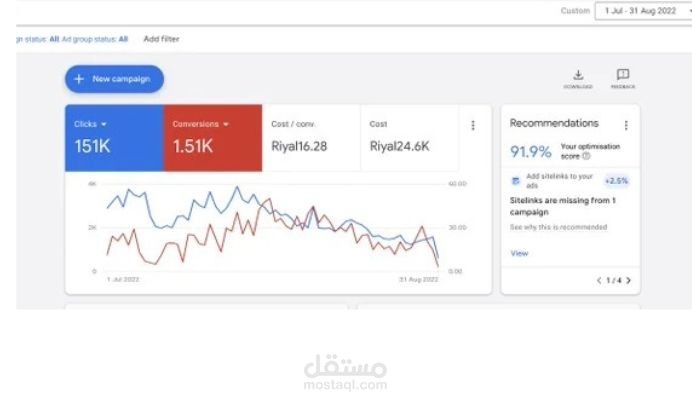 Custom 1 Jul - 31 Aug 2022
n status: All Ad group status: All Add filter
+ New campaign
DOWNLOAD FEEDBACK
Clicks Conversions Cost / conv. Cost
151K 1.51K Riyal16.28 Riyal24.6K
4K 60.00
2K 30.00
0 0.00
1 Jul 2022 31 Aug 2022
Recommendations
91.9% Your optimisation score
Add sitelinks to your ads +2.5%
Sitelinks are missing from 1 campaign
See why this is recommended
View
1 / 4
مستقل
mostaql.com